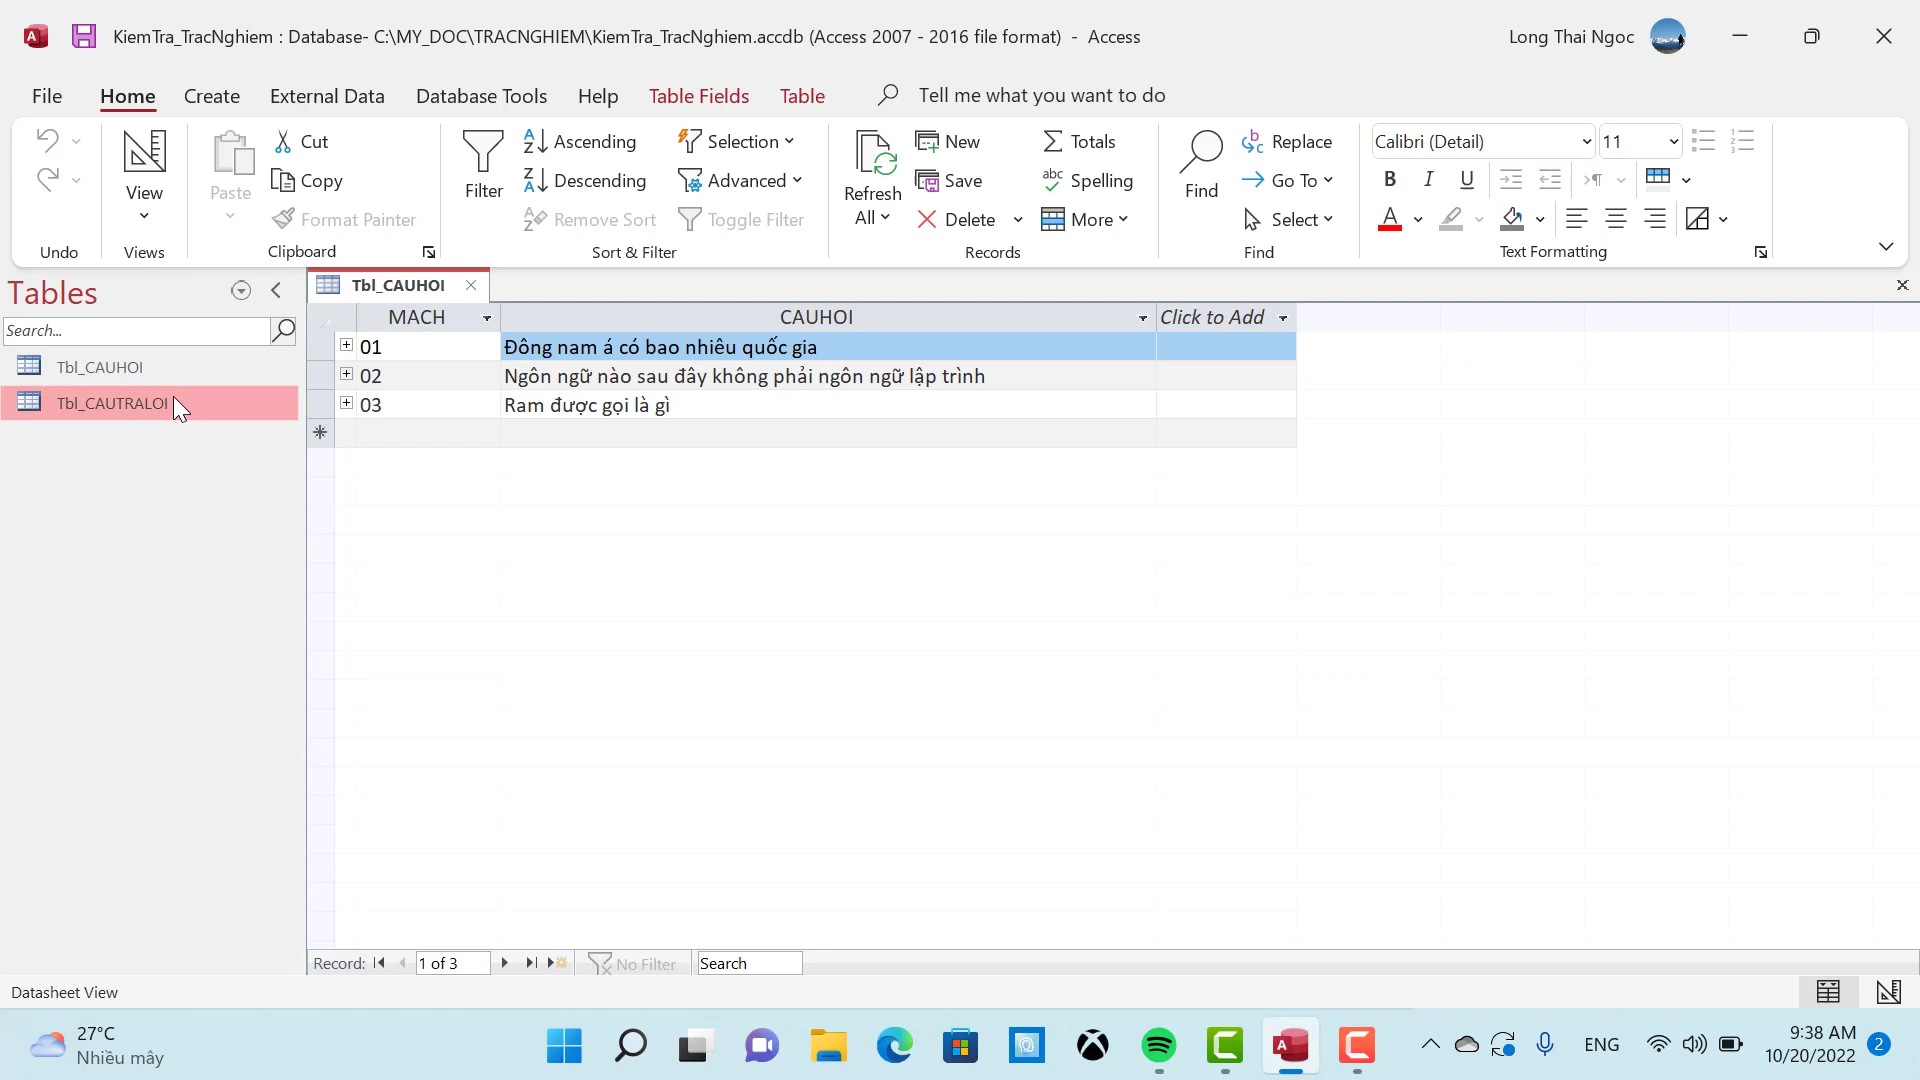 KiemTra_TracNghiem : Database- C:\MY_DOC\TRACNGHIEM\KiemTra_TracNghiem.accdb (Access 2007 - 2016 file format) - Access
Long Thai Ngoc
File Home Create External Data Database Tools Help Table Fields Table Tell me what you want to do
Undo
View
Views
Paste
Cut
Copy
Format Painter
Clipboard
Filter
Ascending
Descending
Remove Sort
Selection
Advanced
Toggle Filter
Sort & Filter
Refresh
All
New
Save
Delete
Totals
Spelling
More
Records
Find
Replace
Go To
Select
Find
Calibri (Detail)
11
B I U
Text Formatting
Tables
Search...
Tbl_CAUHOI
Tbl_CAUTRALOI
Tbl_CAUHOI
MACH CAUHOI Click to Add
01 Đông nam á có bao nhiêu quốc gia
02 Ngôn ngữ nào sau đây không phải ngôn ngữ lập trình
03 Ram được gọi là gì
Record: 1 of 3 No Filter Search
Datasheet View
27°C
Nhiều mây
ENG
9:38 AM
10/20/2022
2